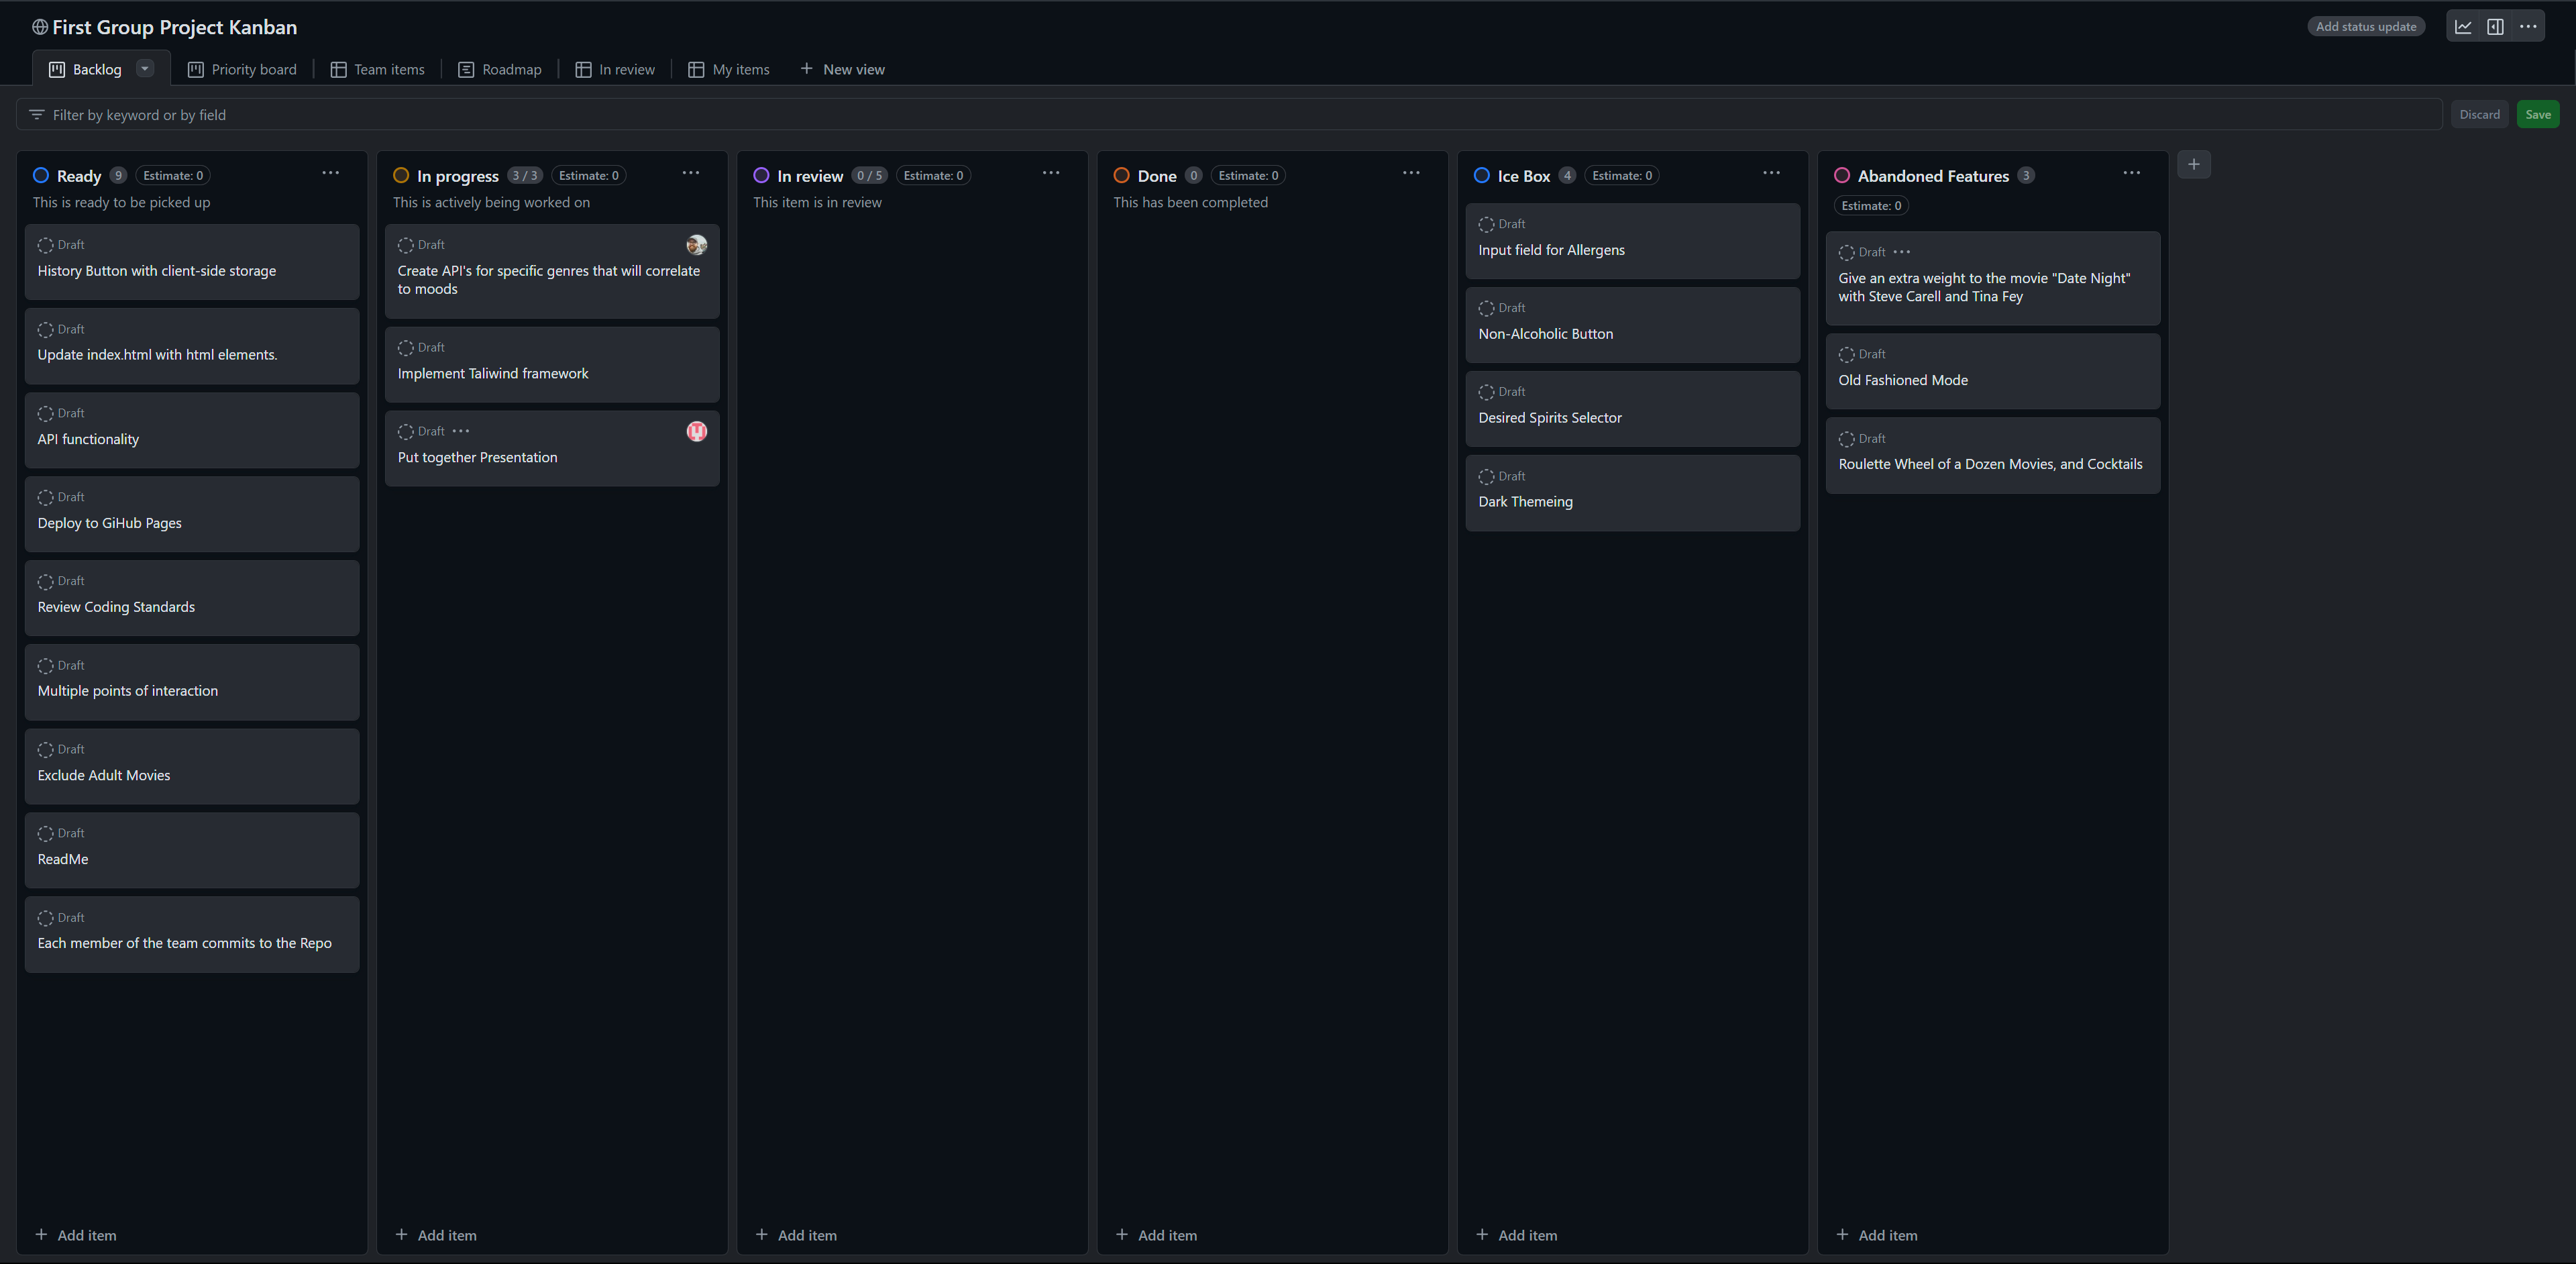 First Group Project Kanban
Add status update
Backlog
Priority board
Team items
Roadmap
In review
My items
New view
Filter by keyword or by field
Discard
Save
Ready 9 Estimate: 0
This is ready to be picked up
Draft
History Button with client-side storage
Draft
Update index.html with html elements.
Draft
API functionality
Draft
Deploy to GiHub Pages
Draft
Review Coding Standards
Draft
Multiple points of interaction
Draft
Exclude Adult Movies
Draft
ReadMe
Draft
Each member of the team commits to the Repo
Add item
In progress 3 / 3 Estimate: 0
This is actively being worked on
Draft
Create API's for specific genres that will correlate
to moods
Draft
Implement Taliwind framework
Draft
Put together Presentation
Add item
In review 0 / 5 Estimate: 0
This item is in review
Add item
Done 0 Estimate: 0
This has been completed
Add item
Ice Box 4 Estimate: 0
Draft
Input field for Allergens
Draft
Non-Alcoholic Button
Draft
Desired Spirits Selector
Draft
Dark Themeing
Add item
Abandoned Features 3
Estimate: 0
Draft
Give an extra weight to the movie "Date Night"
with Steve Carell and Tina Fey
Draft
Old Fashioned Mode
Draft
Roulette Wheel of a Dozen Movies, and Cocktails
Add item